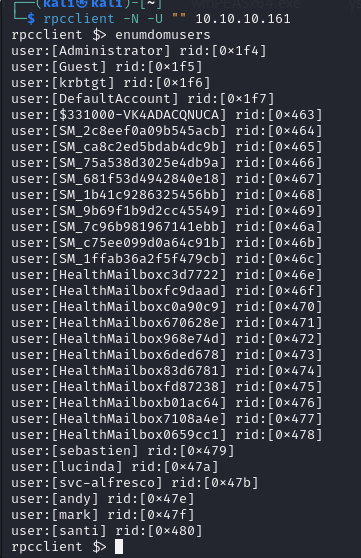 ┌──(kali㉿kali)-[~]
└─$ rpcclient -N -U "" 10.10.10.161
rpcclient $> enumdomusers
user:[Administrator] rid:[0×1f4]
user:[Guest] rid:[0×1f5]
user:[krbtgt] rid:[0×1f6]
user:[DefaultAccount] rid:[0×1f7]
user:[$331000-VK4ADACQNUCA] rid:[0×463]
user:[SM_2c8eef0a09b545acb] rid:[0×464]
user:[SM_ca8c2ed5bdab4dc9b] rid:[0×465]
user:[SM_75a538d3025e4db9a] rid:[0×466]
user:[SM_681f53d4942840e18] rid:[0×467]
user:[SM_1b41c9286325456bb] rid:[0×468]
user:[SM_9b69f1b9d2cc45549] rid:[0×469]
user:[SM_7c96b981967141ebb] rid:[0×46a]
user:[SM_c75ee099d0a64c91b] rid:[0×46b]
user:[SM_1ffab36a2f5f479cb] rid:[0×46c]
user:[HealthMailboxc3d7722] rid:[0×46e]
user:[HealthMailboxfc9daad] rid:[0×46f]
user:[HealthMailboxc0a90c9] rid:[0×470]
user:[HealthMailbox670628e] rid:[0×471]
user:[HealthMailbox968e74d] rid:[0×472]
user:[HealthMailbox6ded678] rid:[0×473]
user:[HealthMailbox83d6781] rid:[0×474]
user:[HealthMailboxfd87238] rid:[0×475]
user:[HealthMailboxb01ac64] rid:[0×476]
user:[HealthMailbox7108a4e] rid:[0×477]
user:[HealthMailbox0659cc1] rid:[0×478]
user:[sebastien] rid:[0×479]
user:[lucinda] rid:[0×47a]
user:[svc-alfresco] rid:[0×47b]
user:[andy] rid:[0×47e]
user:[mark] rid:[0×47f]
user:[santi] rid:[0×480]
rpcclient $>